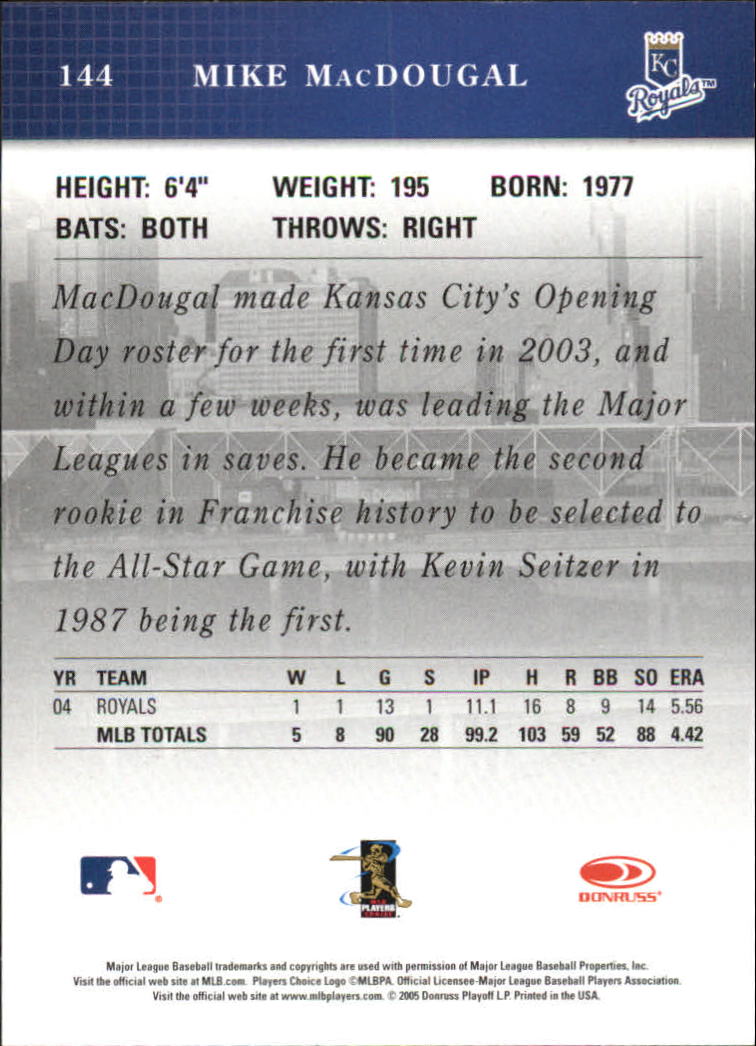 144 MIKE MACDOUGAL
KC
Royals™
HEIGHT: 6'4" WEIGHT: 195 BORN: 1977
BATS: BOTH THROWS: RIGHT
MacDougal made Kansas City's Opening
Day roster for the first time in 2003, and
within a few weeks, was leading the Major
Leagues in saves. He became the second
rookie in Franchise history to be selected to
the All-Star Game, with Kevin Seitzer in
1987 being the first.
YR TEAM W L G S IP H R BB SO ERA
04 ROYALS 1 1 13 1 11.1 16 8 9 14 5.56
MLB TOTALS 5 8 90 28 99.2 103 59 52 88 4.42
PLAYERS
CHOICE
DONRUSS®
Major League Baseball trademarks and copyrights are used with permission of Major League Baseball Properties, Inc.
Visit the official web site at MLB.com. Players Choice Logo ©MLBPA. Official Licensee-Major League Baseball Players Association.
Visit the official web site at www.mlbplayers.com. © 2005 Donruss Playoff L.P. Printed in the USA.